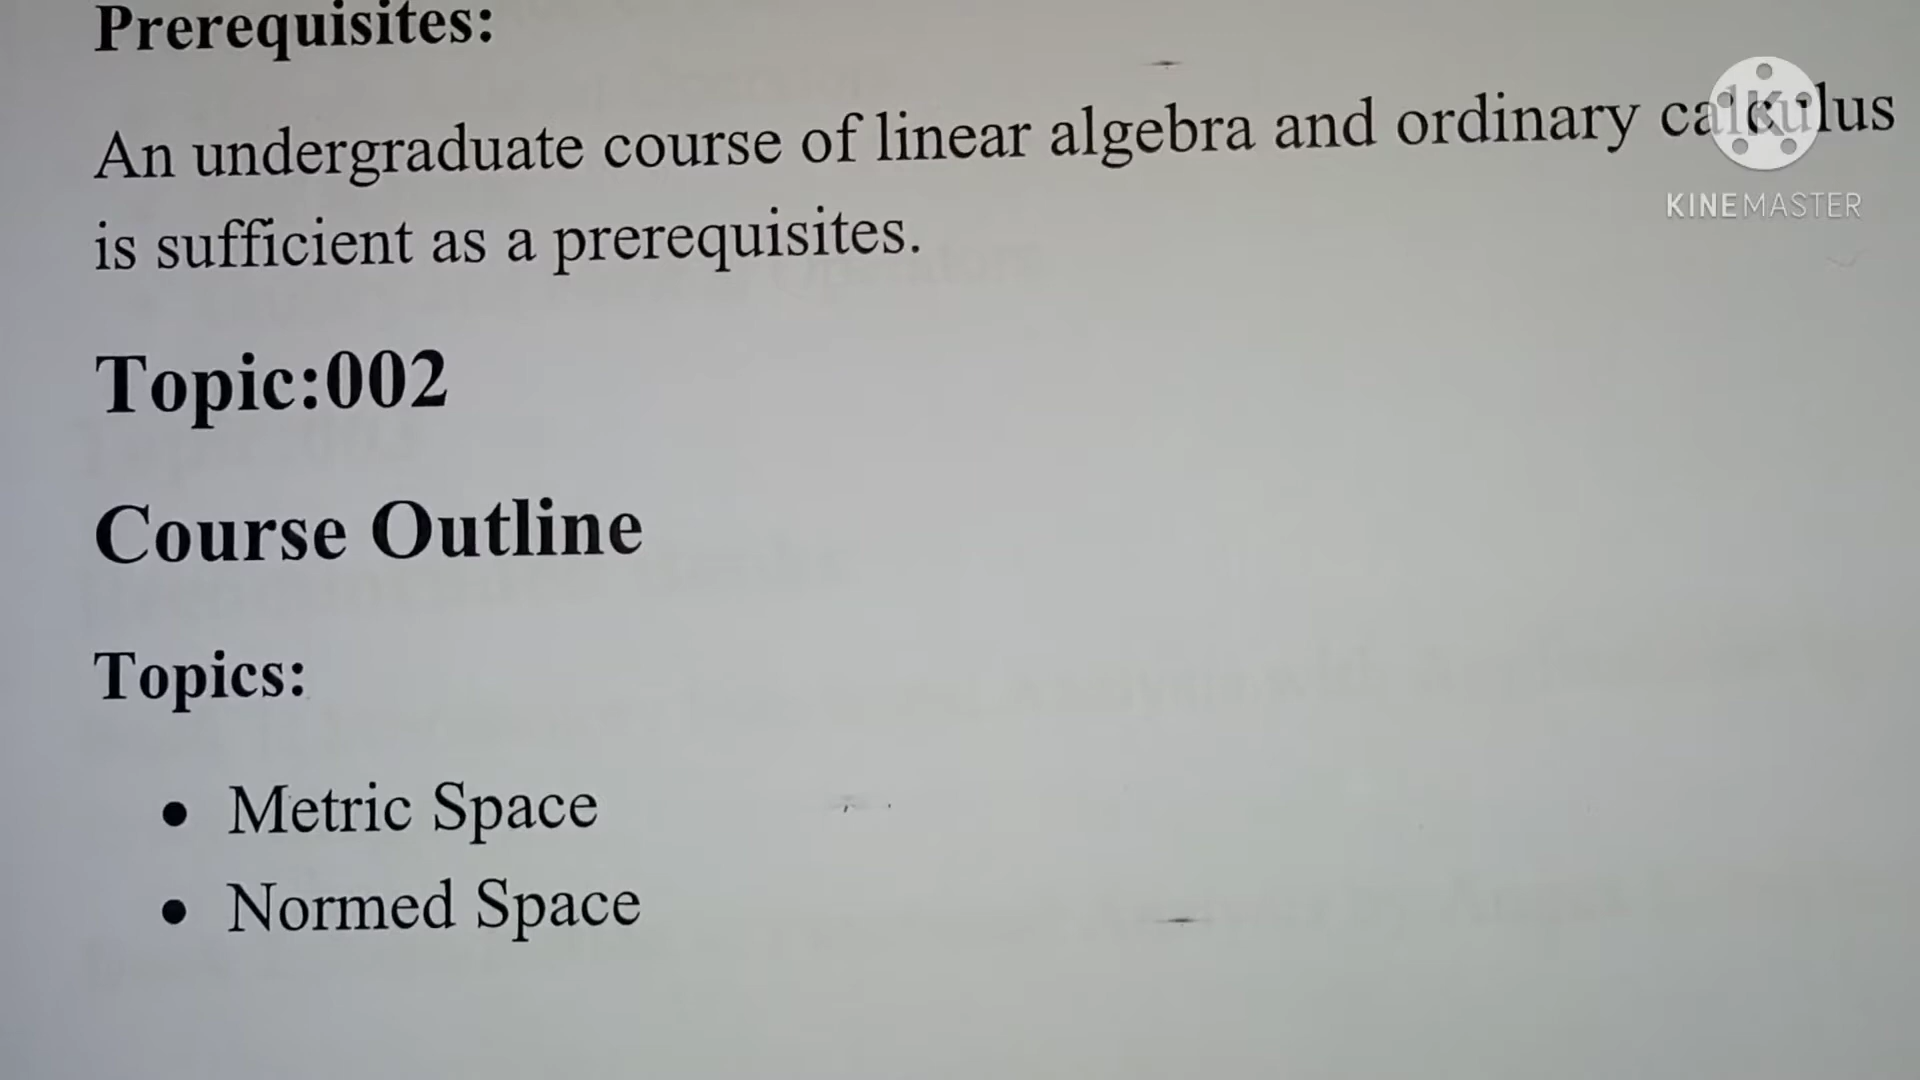 Prerequisites:
An undergraduate course of linear algebra and ordinary calculus
is sufficient as a prerequisites.
Topic:002
Course Outline
Topics:
• Metric Space
• Normed Space
K
KINEMASTER